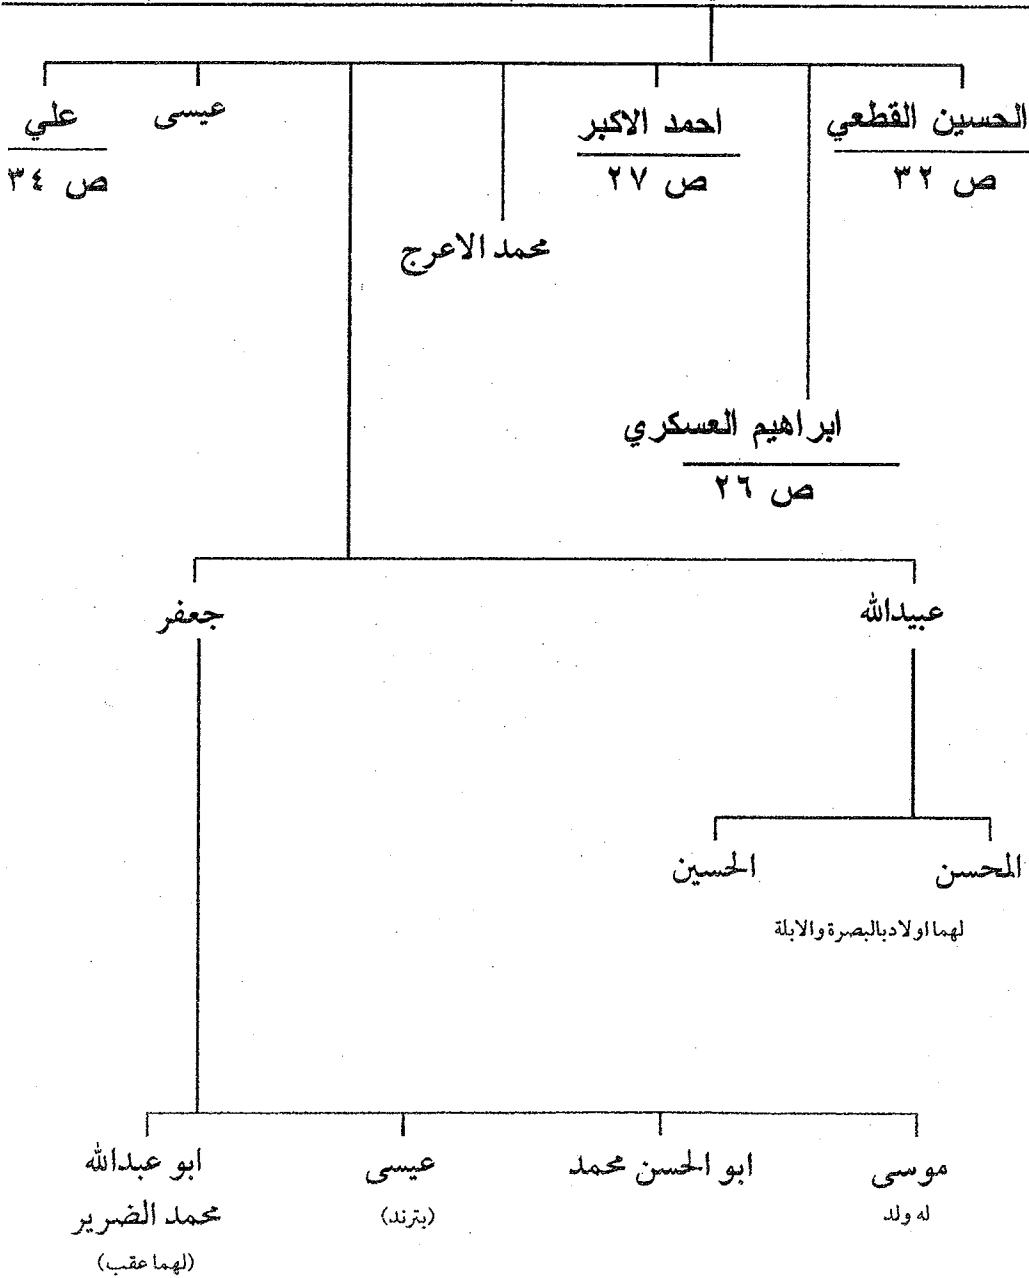 الحسين القطعي
ص ٣٢
احمد الاكبر
ص ٢٧
عيسى
علي
ص ٣٤
محمد الاعرج
ابراهيم العسكري
ص ٢٦
عبيدالله
جعفر
المحسن
الحسين
لهما اولاد بالبصرة والابلة
موسى
له ولد
ابو الحسن محمد
عيسى
(بترند)
ابو عبدالله
محمد الضرير
(لهما عقب)